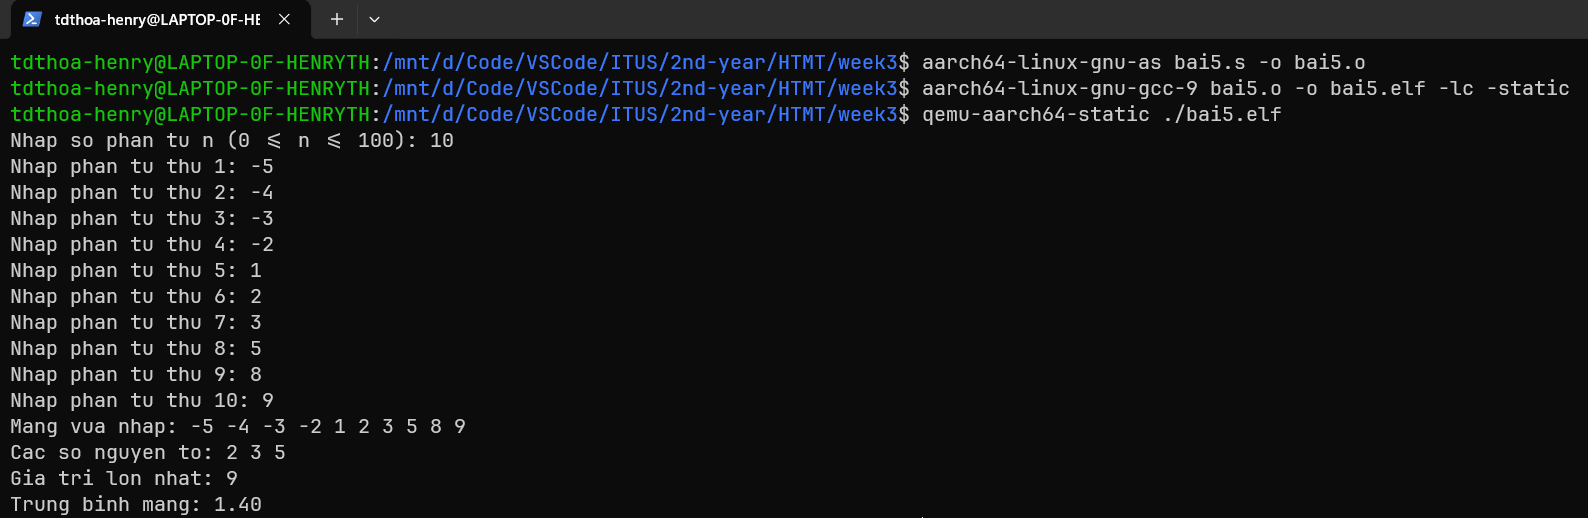 tdthoa-henry@LAPTOP-0F-HE
tdthoa-henry@LAPTOP-0F-HENRYTH:/mnt/d/Code/VSCode/ITUS/2nd-year/HTMT/week3$ aarch64-linux-gnu-as bai5.s -o bai5.o
tdthoa-henry@LAPTOP-0F-HENRYTH:/mnt/d/Code/VSCode/ITUS/2nd-year/HTMT/week3$ aarch64-linux-gnu-gcc-9 bai5.o -o bai5.elf -lc -static
tdthoa-henry@LAPTOP-0F-HENRYTH:/mnt/d/Code/VSCode/ITUS/2nd-year/HTMT/week3$ qemu-aarch64-static ./bai5.elf
Nhap so phan tu n (0 ⩽ n ⩽ 100): 10
Nhap phan tu thu 1: -5
Nhap phan tu thu 2: -4
Nhap phan tu thu 3: -3
Nhap phan tu thu 4: -2
Nhap phan tu thu 5: 1
Nhap phan tu thu 6: 2
Nhap phan tu thu 7: 3
Nhap phan tu thu 8: 5
Nhap phan tu thu 9: 8
Nhap phan tu thu 10: 9
Mang vua nhap: -5 -4 -3 -2 1 2 3 5 8 9
Cac so nguyen to: 2 3 5
Gia tri lon nhat: 9
Trung binh mang: 1.40